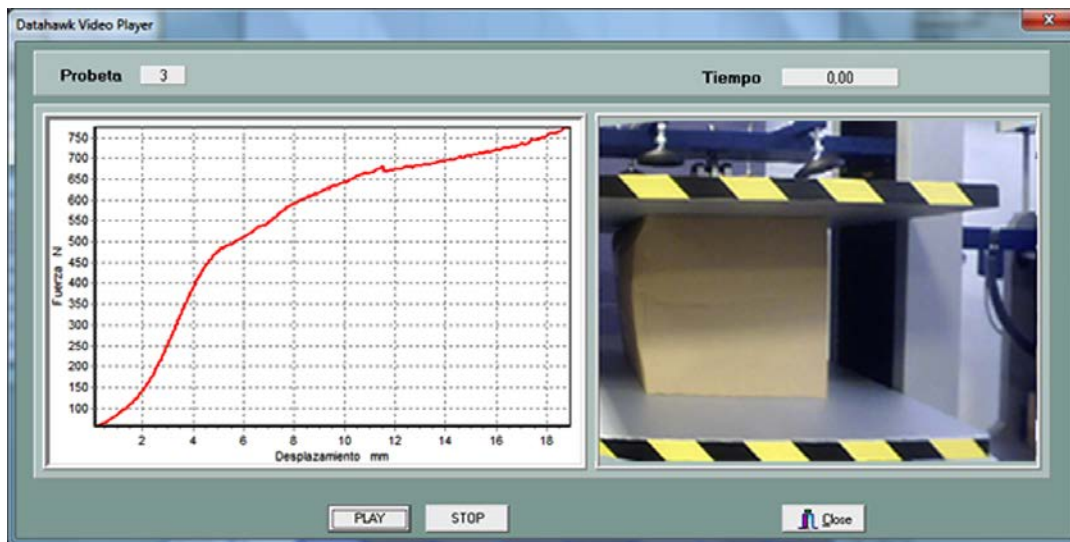 Datahawk Video Player
Probeta 3
Tiempo 0,00
Fuerza N
750
700
650
600
550
500
450
400
350
300
250
200
150
100
2 4 6 8 10 12 14 16 18
Desplazamiento mm
PLAY STOP Close